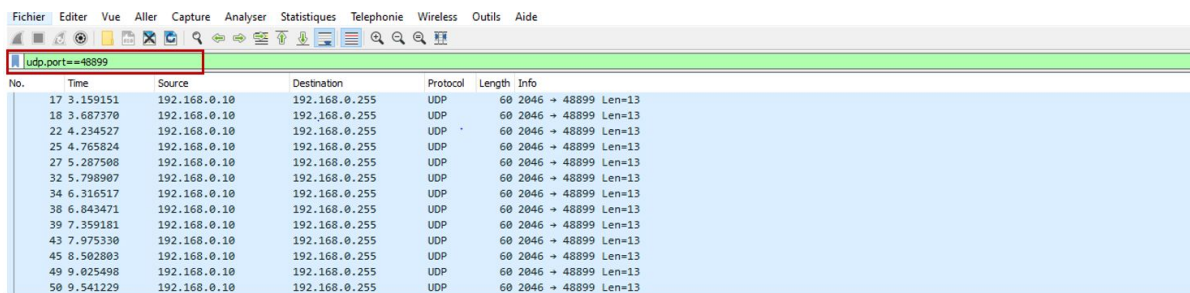 Fichier Editer Vue Aller Capture Analyser Statistiques Telephonie Wireless Outils Aide
udp.port==48899
No. Time Source Destination Protocol Length Info
17 3.159151 192.168.0.10 192.168.0.255 UDP 60 2046 → 48899 Len=13
18 3.687370 192.168.0.10 192.168.0.255 UDP 60 2046 → 48899 Len=13
22 4.234527 192.168.0.10 192.168.0.255 UDP 60 2046 → 48899 Len=13
25 4.765824 192.168.0.10 192.168.0.255 UDP 60 2046 → 48899 Len=13
27 5.287508 192.168.0.10 192.168.0.255 UDP 60 2046 → 48899 Len=13
32 5.798907 192.168.0.10 192.168.0.255 UDP 60 2046 → 48899 Len=13
34 6.316517 192.168.0.10 192.168.0.255 UDP 60 2046 → 48899 Len=13
38 6.843471 192.168.0.10 192.168.0.255 UDP 60 2046 → 48899 Len=13
39 7.359181 192.168.0.10 192.168.0.255 UDP 60 2046 → 48899 Len=13
43 7.975330 192.168.0.10 192.168.0.255 UDP 60 2046 → 48899 Len=13
45 8.502803 192.168.0.10 192.168.0.255 UDP 60 2046 → 48899 Len=13
49 9.025498 192.168.0.10 192.168.0.255 UDP 60 2046 → 48899 Len=13
50 9.541229 192.168.0.10 192.168.0.255 UDP 60 2046 → 48899 Len=13